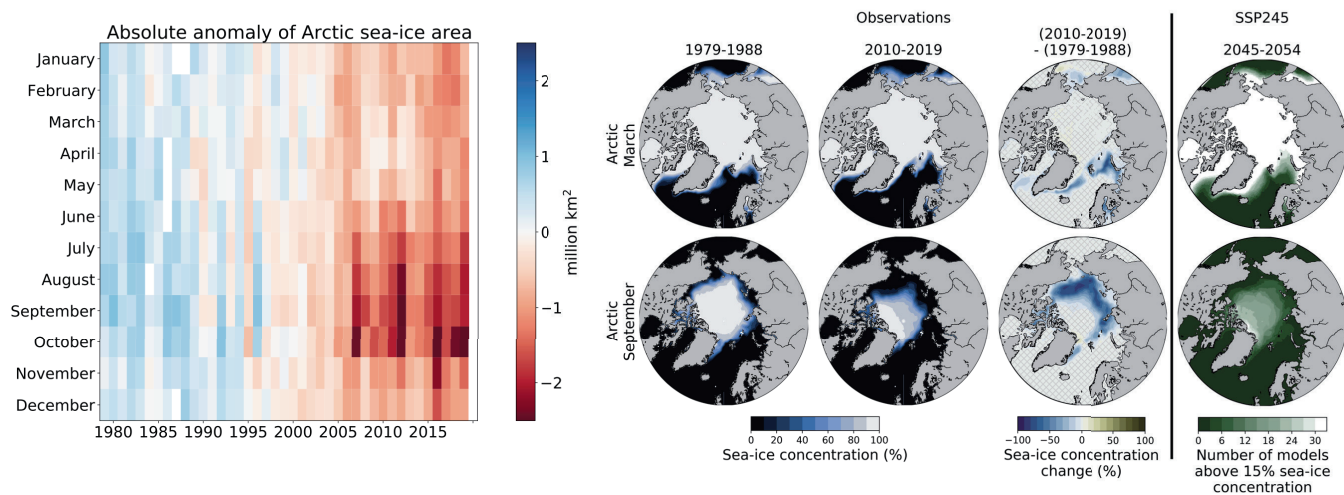 Absolute anomaly of Arctic sea-ice area
January
February
March
April
May
June
July
August
September
October
November
December
1980 1985 1990 1995 2000 2005 2010 2015
2
1
0
−1
−2
million km²
Observations
SSP245
1979-1988
2010-2019
(2010-2019)
- (1979-1988)
2045-2054
Arctic
March
Arctic
September
0 20 40 60 80 100
Sea-ice concentration (%)
−100 −50 0 50 100
Sea-ice concentration
change (%)
0 6 12 18 24 30
Number of models
above 15% sea-ice
concentration